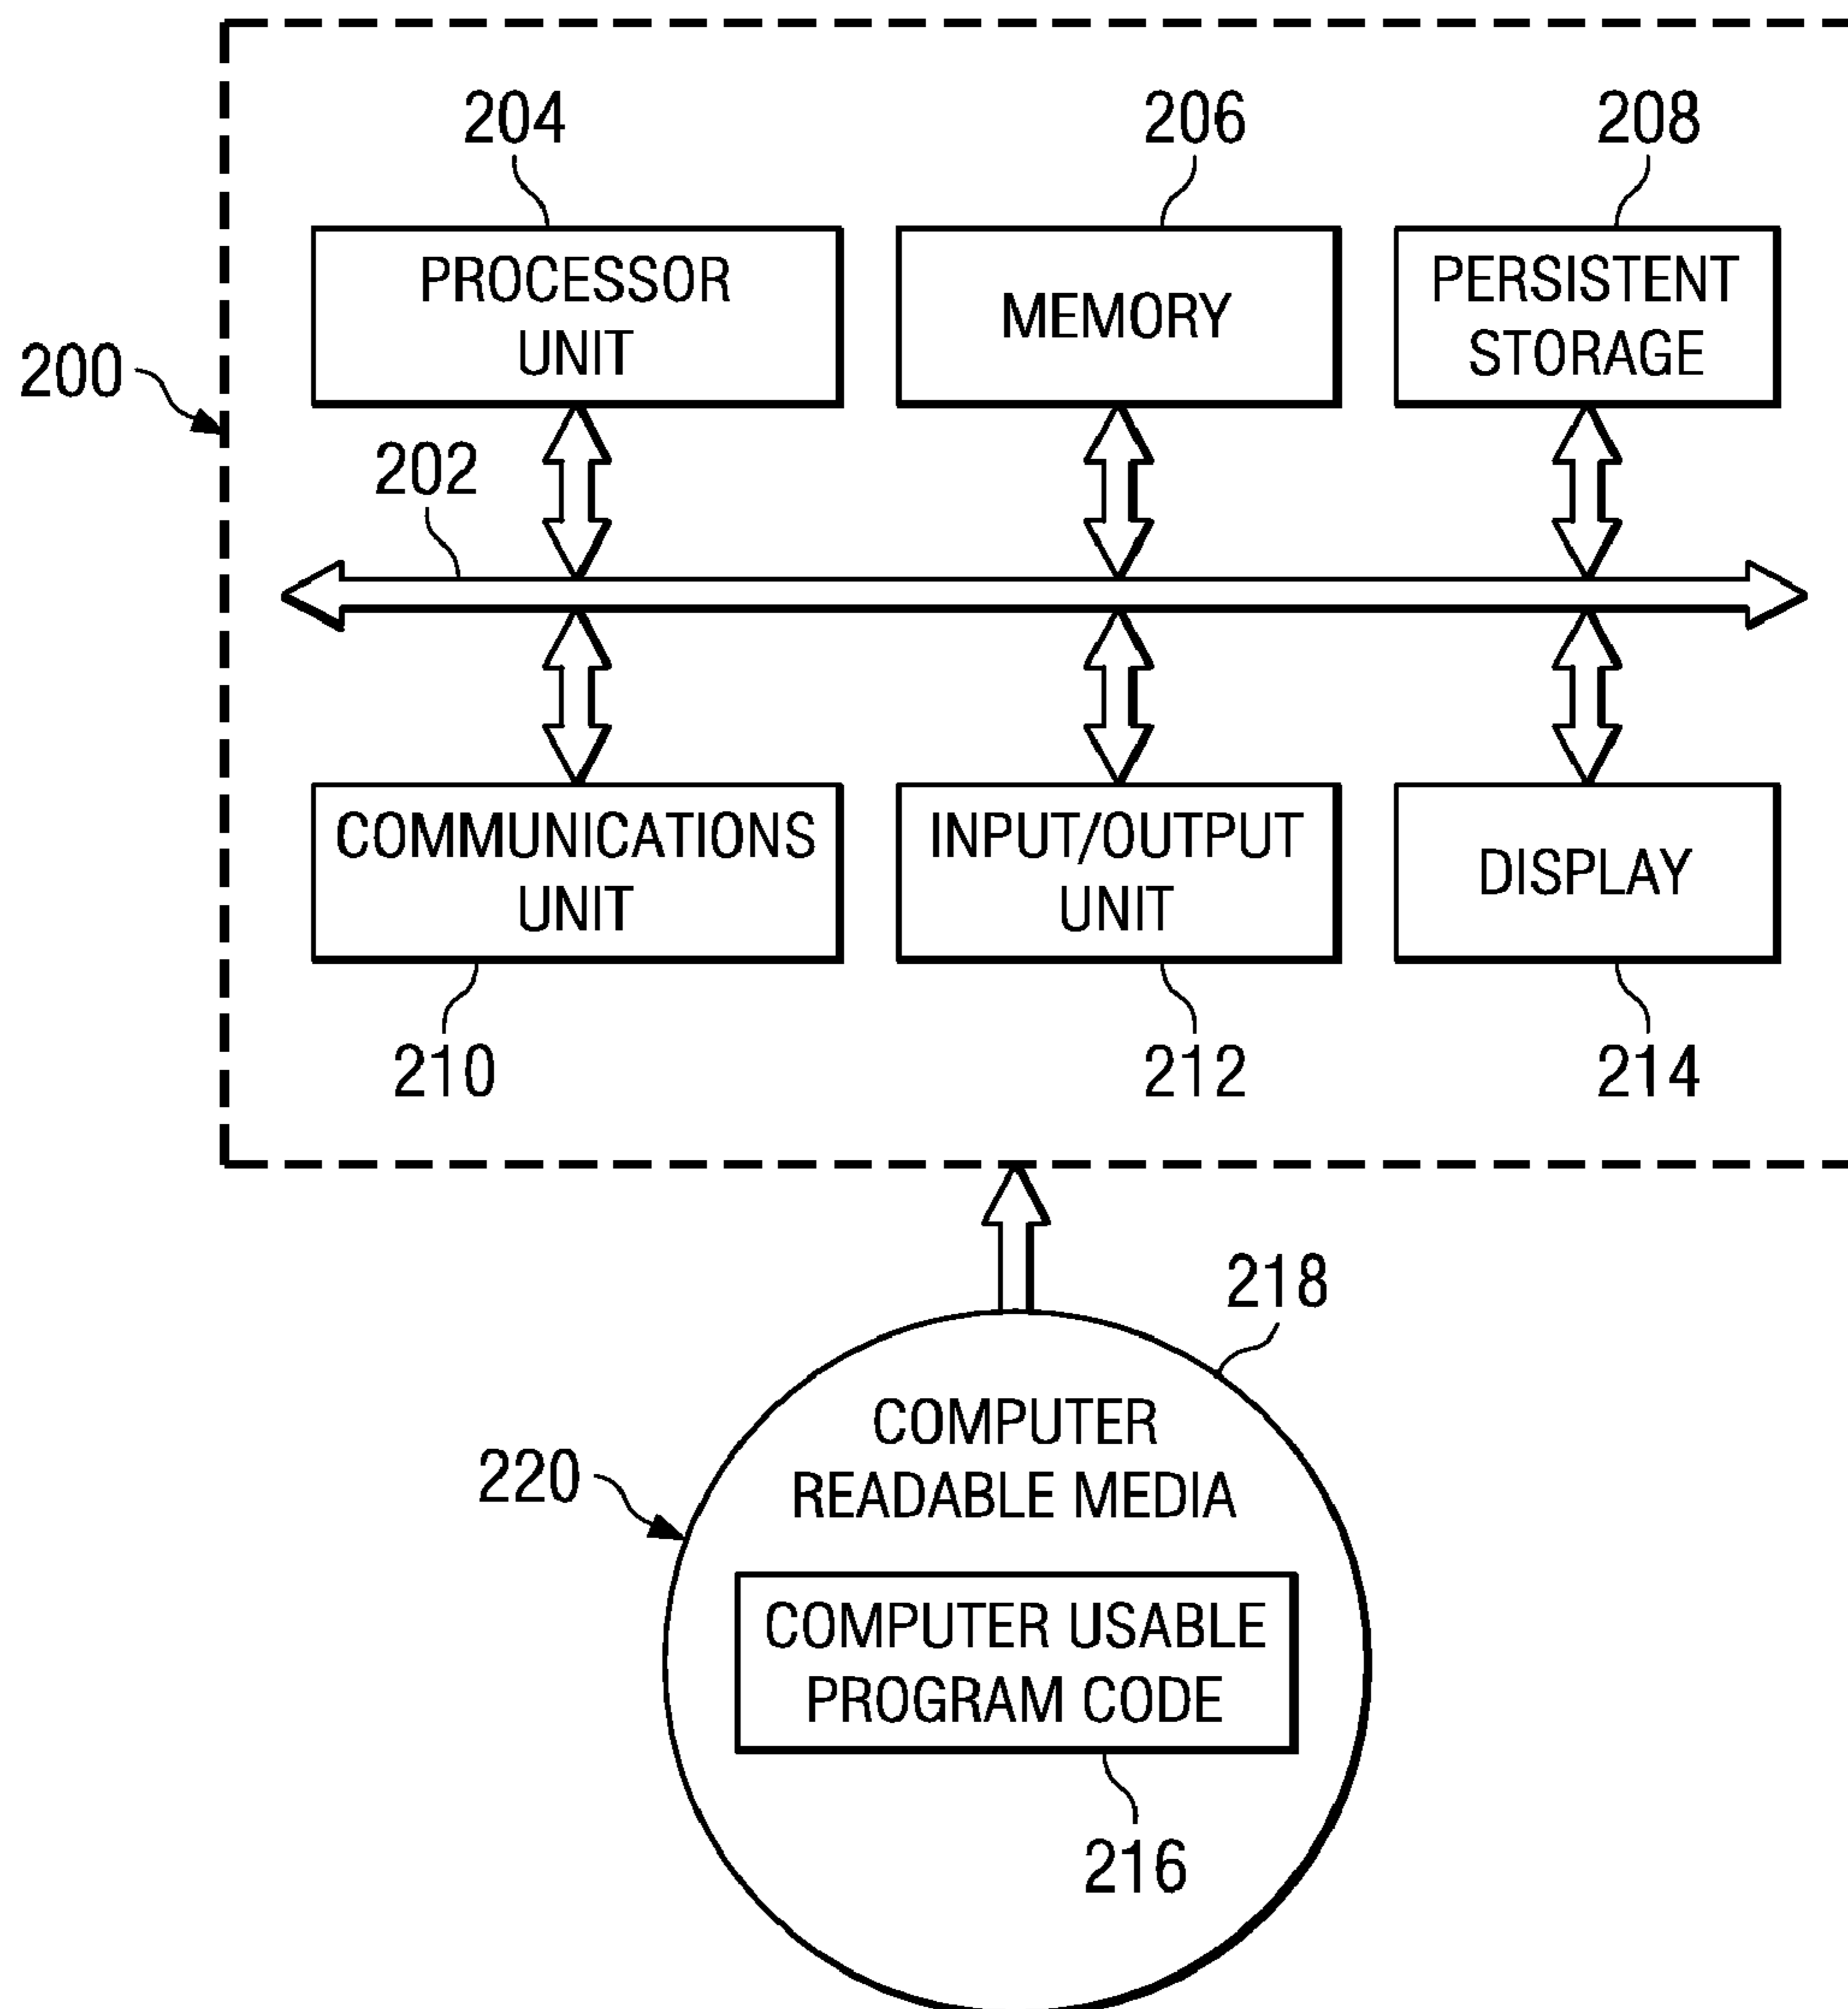 204
206
208
PROCESSOR
UNIT
MEMORY
PERSISTENT
STORAGE
200
202
COMMUNICATIONS
UNIT
INPUT/OUTPUT
UNIT
DISPLAY
210
212
214
218
COMPUTER
READABLE MEDIA
220
COMPUTER USABLE
PROGRAM CODE
216